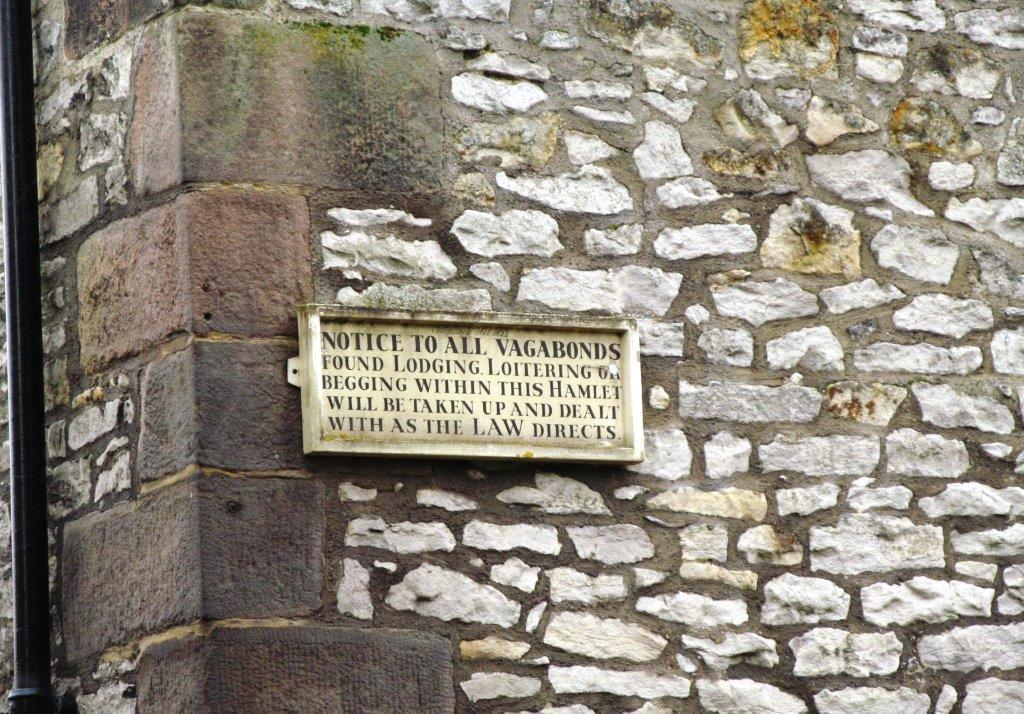 NOTICE TO ALL VAGABONDS
FOUND LODGING, LOITERING OR
BEGGING WITHIN THIS HAMLET
WILL BE TAKEN UP AND DEALT
WITH AS THE LAW DIRECTS.